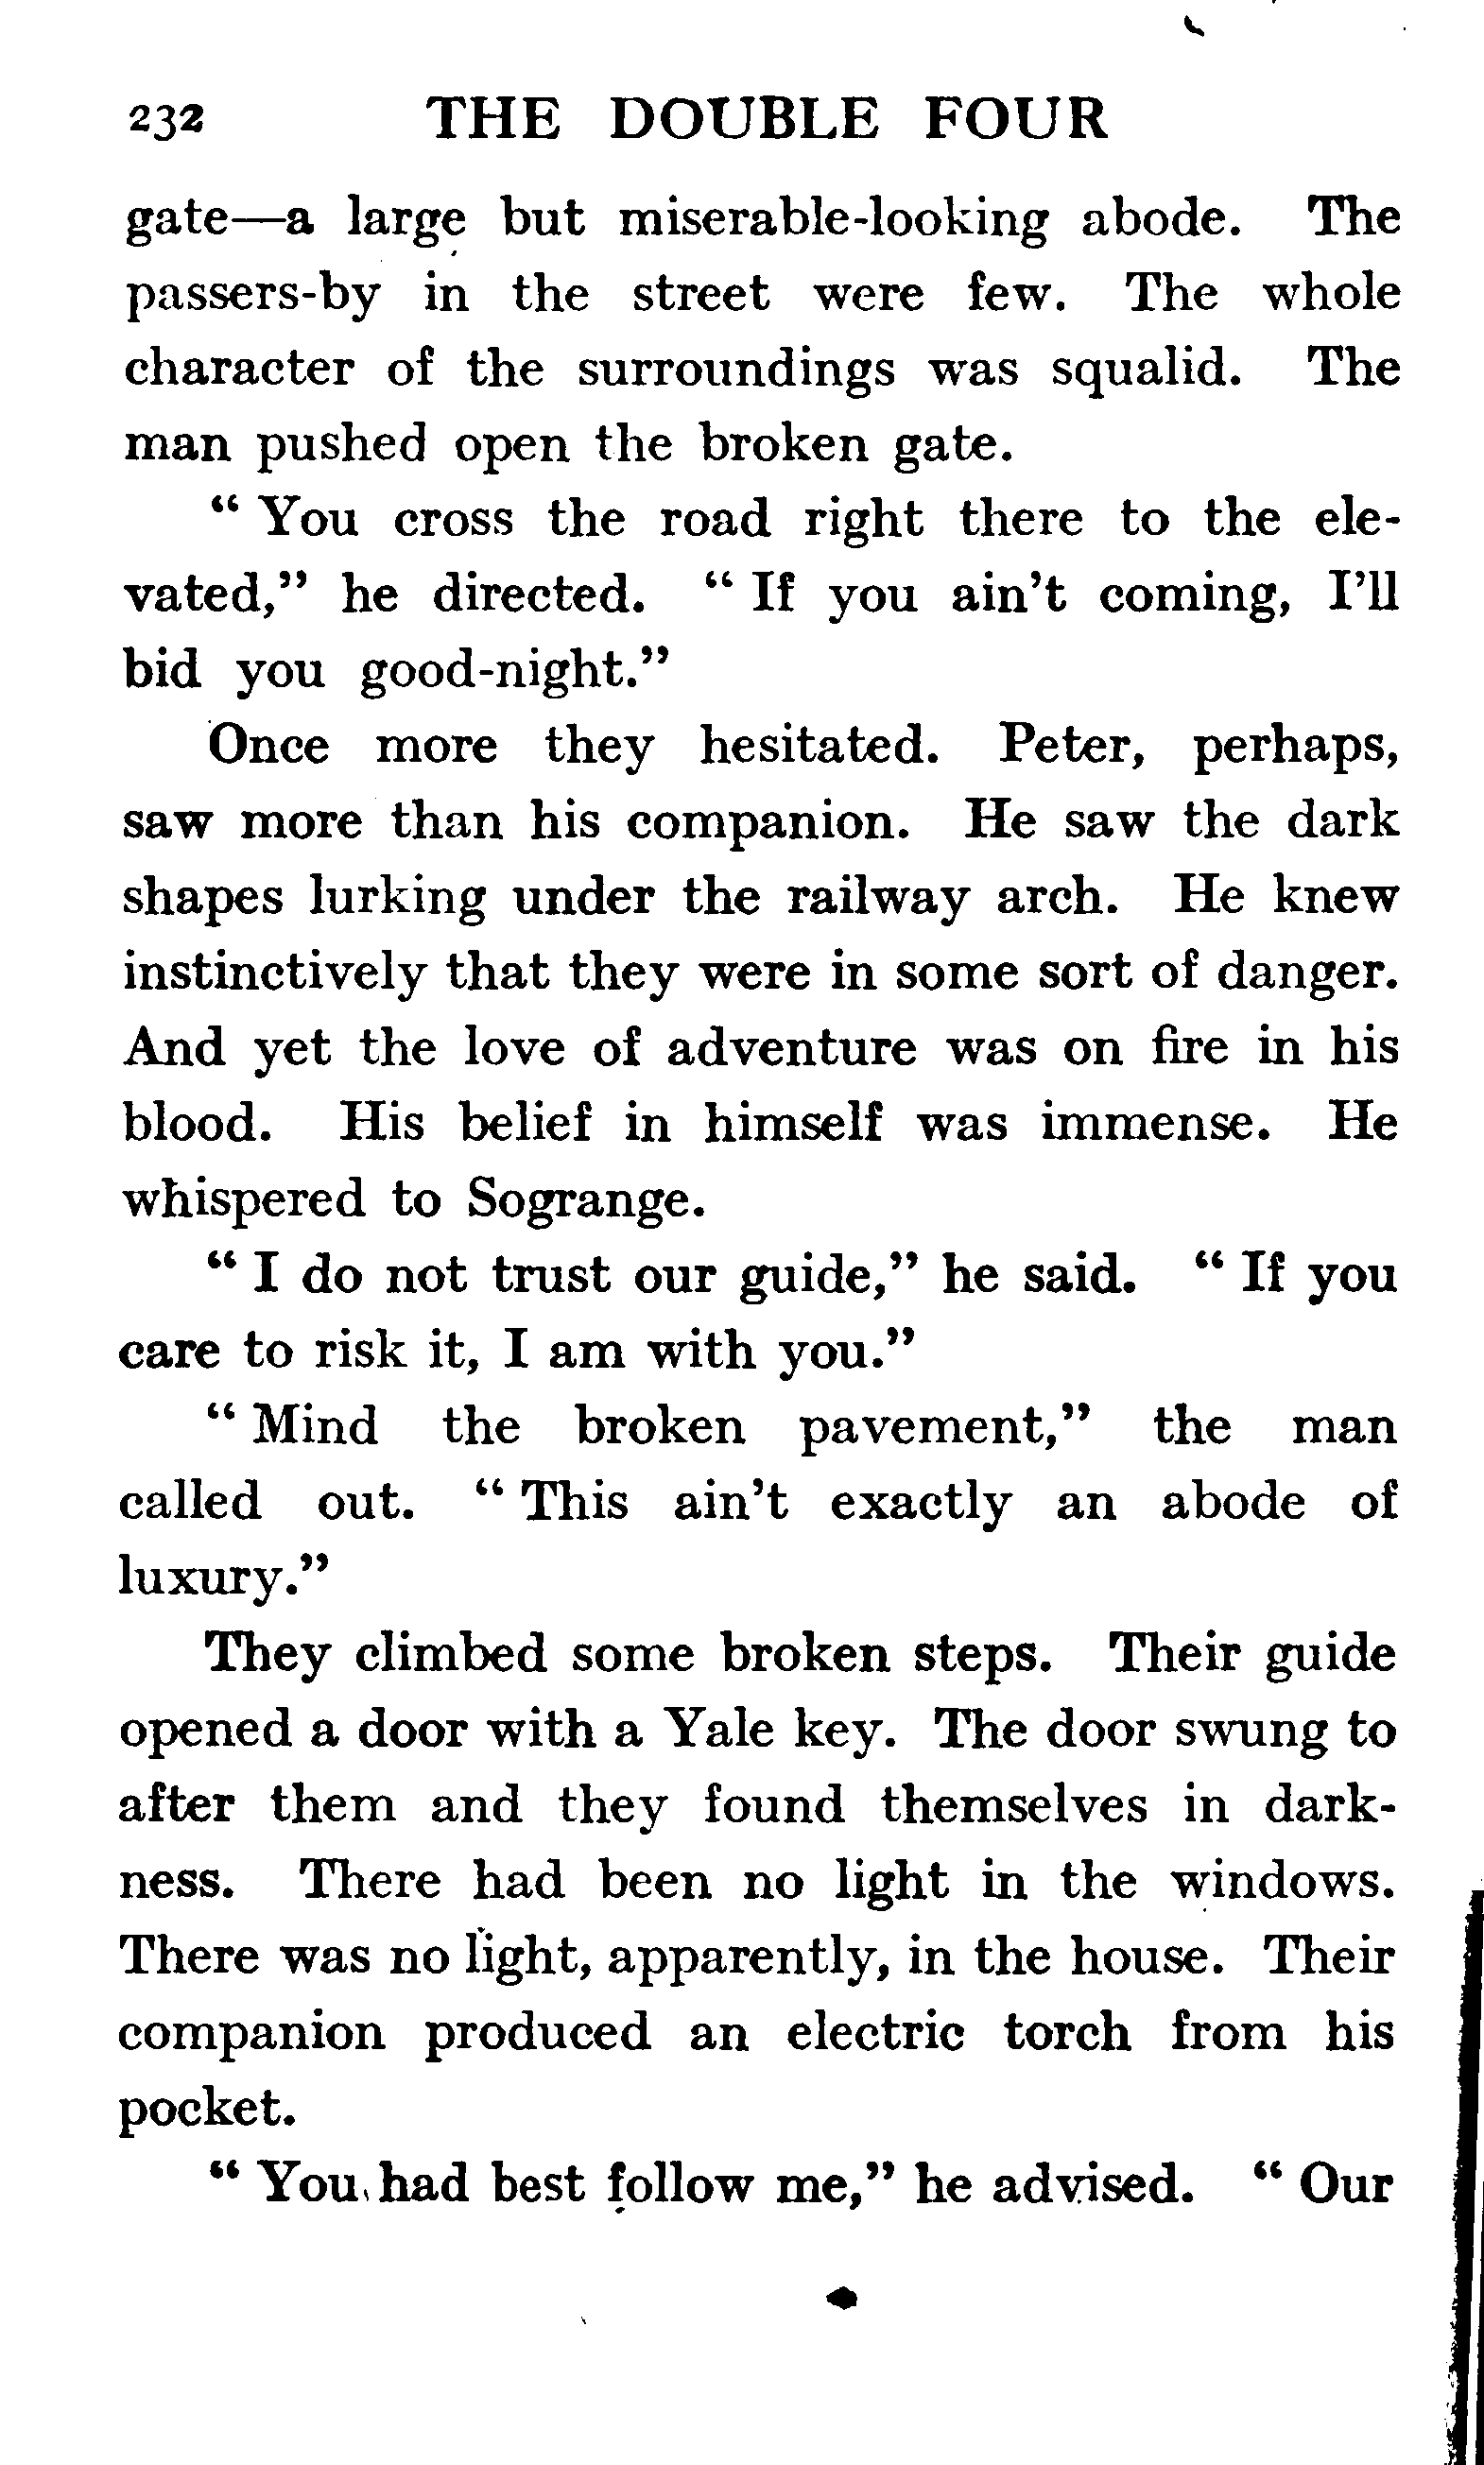 232 THE DOUBLE FOUR
gate—a large but miserable-looking abode. The
passers-by in the street were few. The whole
character of the surroundings was squalid. The
man pushed open the broken gate.
“ You cross the road right there to the ele-
vated,” he directed. “ If you ain’t coming, I’ll
bid you good-night.”
Once more they hesitated. Peter, perhaps,
saw more than his companion. He saw the dark
shapes lurking under the railway arch. He knew
instinctively that they were in some sort of danger.
And yet the love of adventure was on fire in his
blood. His belief in himself was immense. He
whispered to Sogrange.
“ I do not trust our guide,” he said. “ If you
care to risk it, I am with you.”
“ Mind the broken pavement,” the man
called out. “ This ain’t exactly an abode of
luxury.”
They climbed some broken steps. Their guide
opened a door with a Yale key. The door swung to
after them and they found themselves in dark-
ness. There had been no light in the windows.
There was no light, apparently, in the house. Their
companion produced an electric torch from his
pocket.
“ You had best follow me,” he advised. “ Our